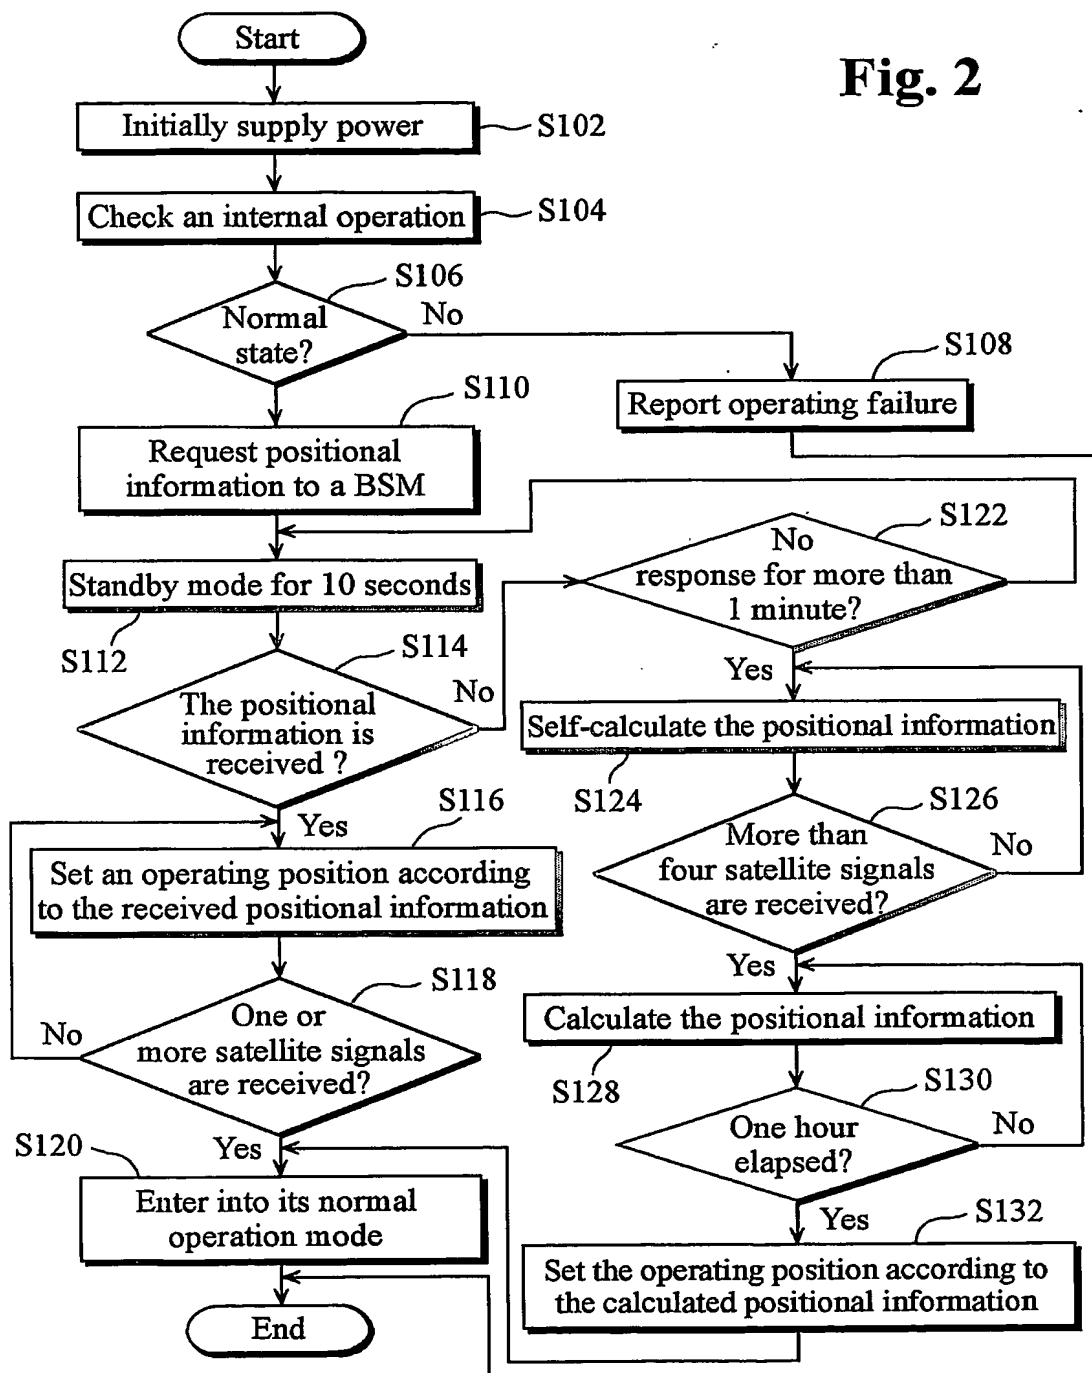 Start
Fig. 2
Initially supply power
S102
Check an internal operation
S104
S106
Normal
state?
No
S108
Report operating failure
S110
Request positional
information to a BSM
S122
No
response for more than
1 minute?
Standby mode for 10 seconds
S112
S114
The positional
information is
received ?
No
Yes
Self-calculate the positional information
S124
S126
More than
four satellite signals
are received?
No
Yes
S116
Set an operating position according
to the received positional information
S118
One or
more satellite signals
are received?
No
Yes
Calculate the positional information
S128
S130
One hour
elapsed?
No
Yes
S120
Enter into its normal
operation mode
Yes
S132
Set the operating position according to
the calculated positional information
End